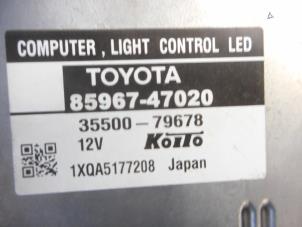 COMPUTER , LIGHT CONTROL LED
TOYOTA
85967-47020
35500-79678
12V KOITO
1XQA5177208 Japan